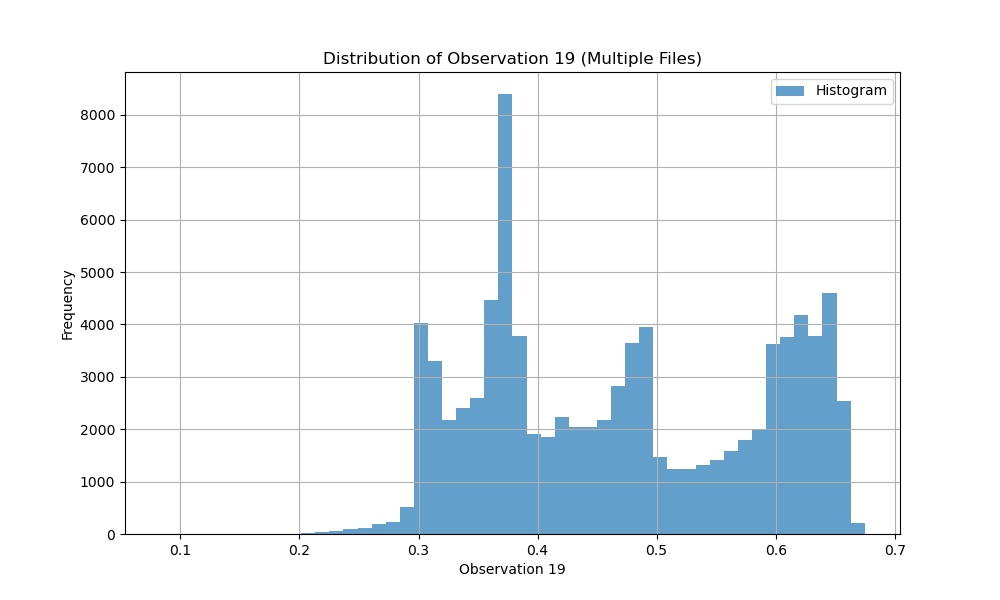 Distribution of Observation 19 (Multiple Files)
Histogram
Frequency
8000
7000
6000
5000
4000
3000
2000
1000
0
0.1 0.2 0.3 0.4 0.5 0.6 0.7
Observation 19